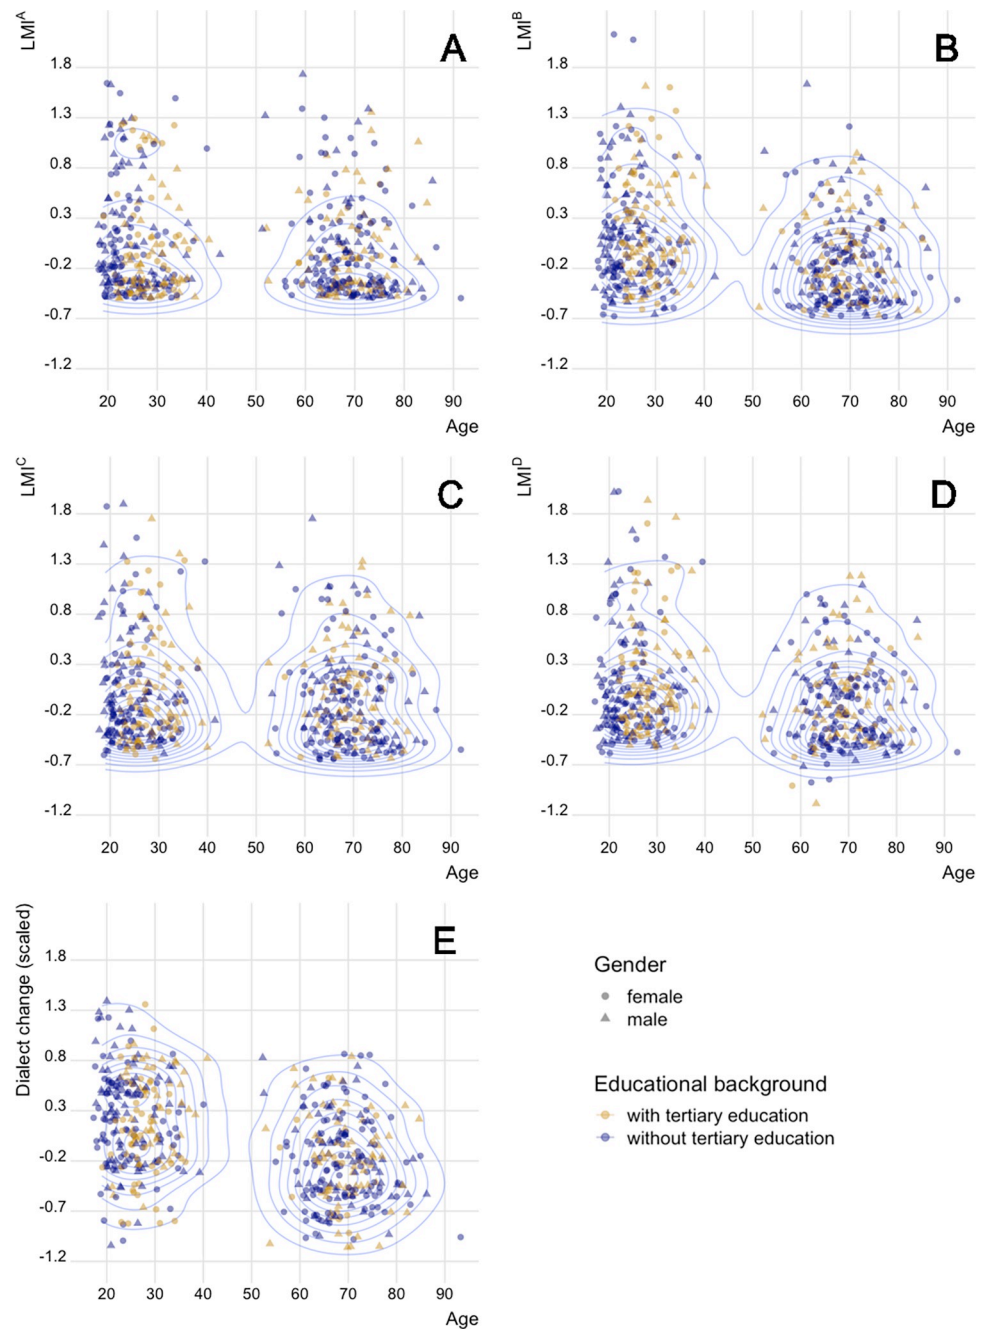 LMIᴬ
A
1.8
1.3
0.8
0.3
-0.2
-0.7
-1.2
20 30 40 50 60 70 80 90
Age
LMIᴮ
B
1.8
1.3
0.8
0.3
-0.2
-0.7
-1.2
20 30 40 50 60 70 80 90
Age
LMIᶜ
C
1.8
1.3
0.8
0.3
-0.2
-0.7
-1.2
20 30 40 50 60 70 80 90
Age
LMIᴰ
D
1.8
1.3
0.8
0.3
-0.2
-0.7
-1.2
20 30 40 50 60 70 80 90
Age
Dialect change (scaled)
E
1.8
1.3
0.8
0.3
-0.2
-0.7
-1.2
20 30 40 50 60 70 80 90
Age
Gender
female
male
Educational background
with tertiary education
without tertiary education